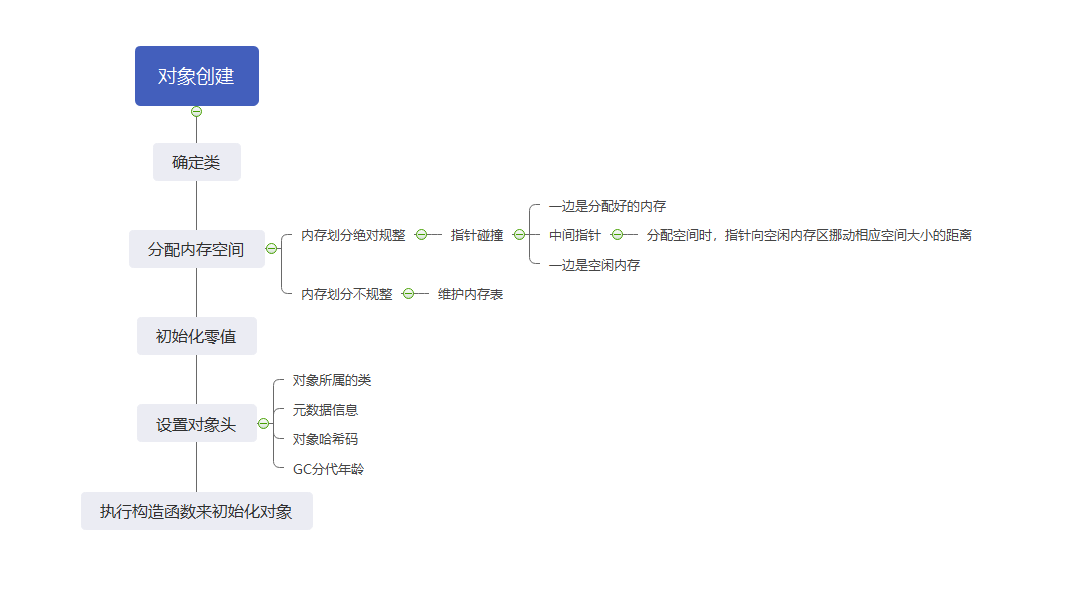 对象创建
确定类
分配内存空间
内存划分绝对规整
指针碰撞
一边是分配好的内存
中间指针
分配空间时，指针向空闲内存区挪动相应空间大小的距离
一边是空闲内存
内存划分不规整
维护内存表
初始化零值
设置对象头
对象所属的类
元数据信息
对象哈希码
GC分代年龄
执行构造函数来初始化对象